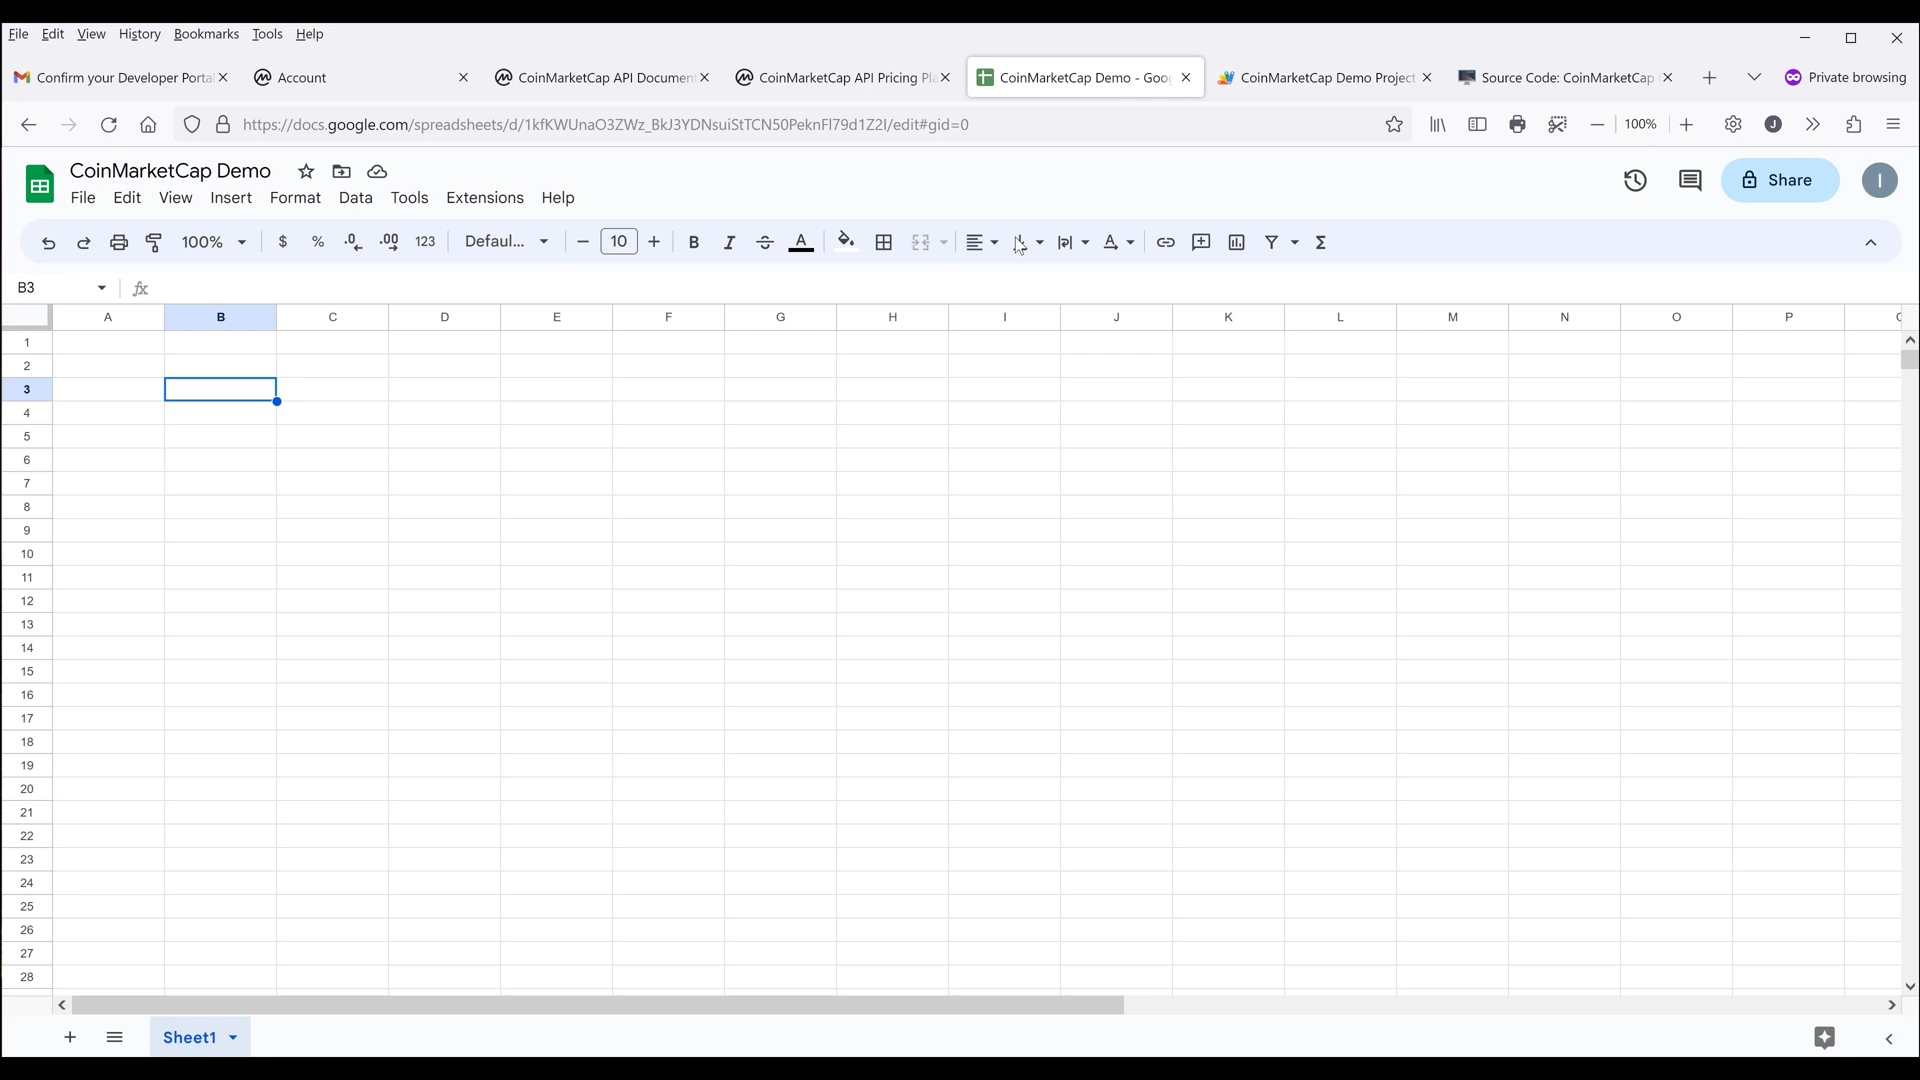 File Edit View History Bookmarks Tools Help
Confirm your Developer Porta
Account
CoinMarketCap API Documen
CoinMarketCap API Pricing Pla
CoinMarketCap Demo - Goo
CoinMarketCap Demo Project
Source Code: CoinMarketCap
Private browsing
https://docs.google.com/spreadsheets/d/1kfKWUnaO3ZWz_BkJ3YDNsuiStTCN50PeknFI79d1Z2I/edit#gid=0
100%
J
CoinMarketCap Demo
File Edit View Insert Format Data Tools Extensions Help
Share
I
100% $ % .0 .00 123 Defaul... 10 B I A
B3 fx
A B C D E F G H I J K L M N O P
1
2
3
4
5
6
7
8
9
10
11
12
13
14
15
16
17
18
19
20
21
22
23
24
25
26
27
28
Sheet1